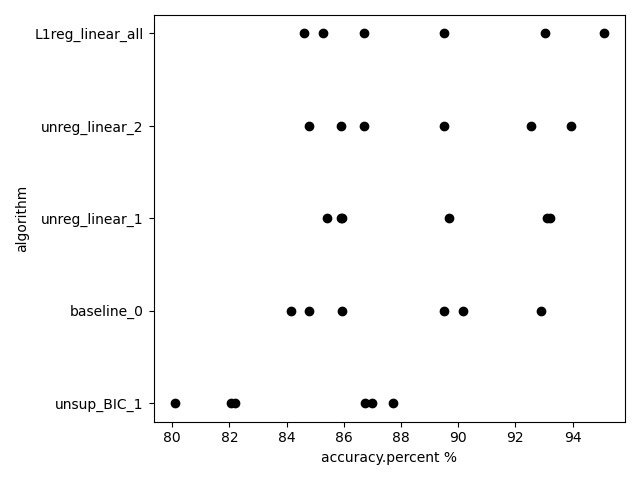 L1reg_linear_all
unreg_linear_2
unreg_linear_1
baseline_0
unsup_BIC_1
algorithm
80 82 84 86 88 90 92 94
accuracy.percent %